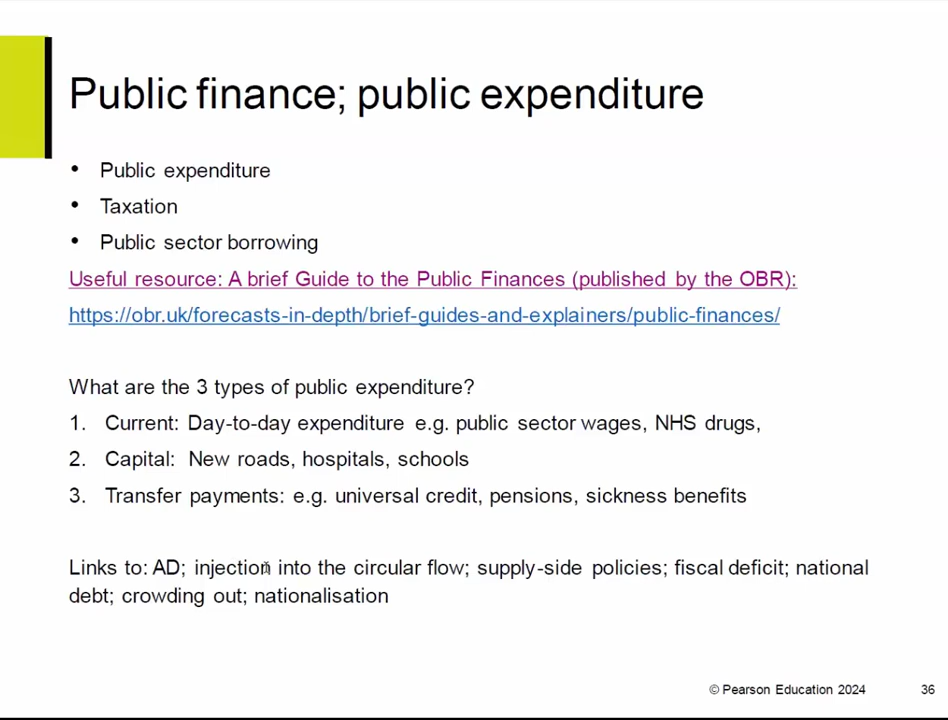 Public finance; public expenditure
• Public expenditure
• Taxation
• Public sector borrowing
Useful resource: A brief Guide to the Public Finances (published by the OBR):
https://obr.uk/forecasts-in-depth/brief-guides-and-explainers/public-finances/
What are the 3 types of public expenditure?
1. Current: Day-to-day expenditure e.g. public sector wages, NHS drugs,
2. Capital: New roads, hospitals, schools
3. Transfer payments: e.g. universal credit, pensions, sickness benefits
Links to: AD; injection into the circular flow; supply-side policies; fiscal deficit; national
debt; crowding out; nationalisation
© Pearson Education 2024 36